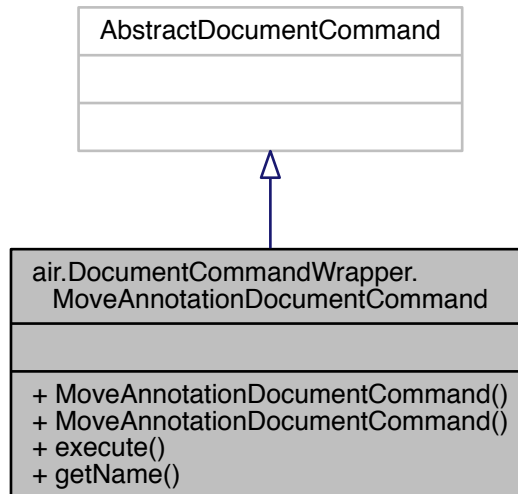 AbstractDocumentCommand
air.DocumentCommandWrapper.
MoveAnnotationDocumentCommand
+ MoveAnnotationDocumentCommand()
+ MoveAnnotationDocumentCommand()
+ execute()
+ getName()